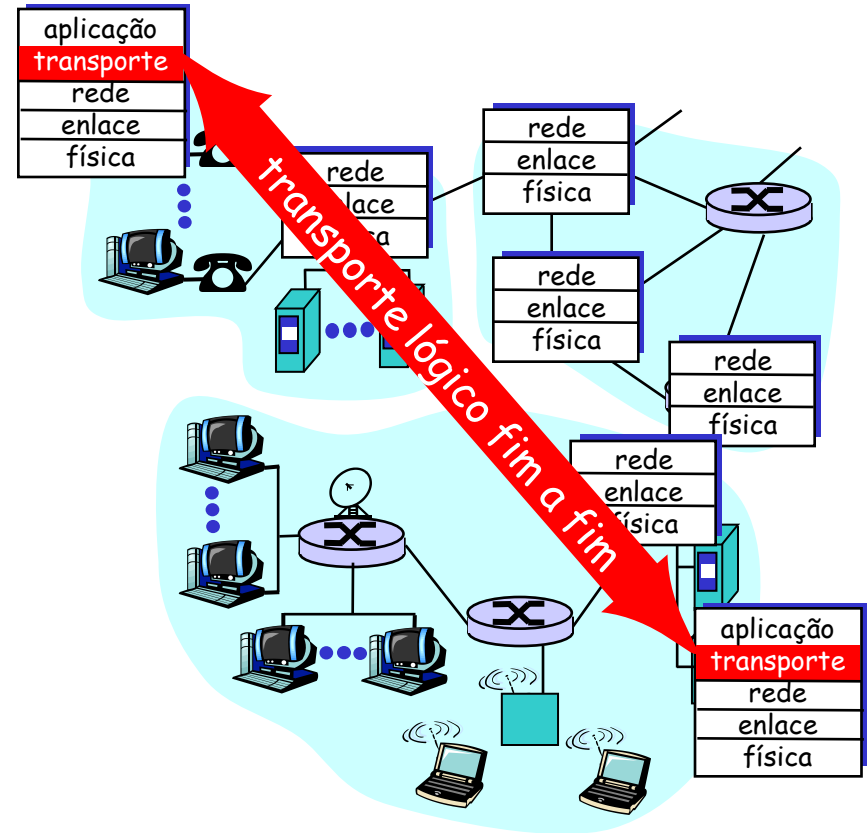 aplicação
transporte
rede
enlace
física
rede
física
rede
enlace
física
rede
enlace
física
transporte lógico fim a fim
rede
enlace
física
rede
enlace
aplicação
transporte
rede
enlace
física